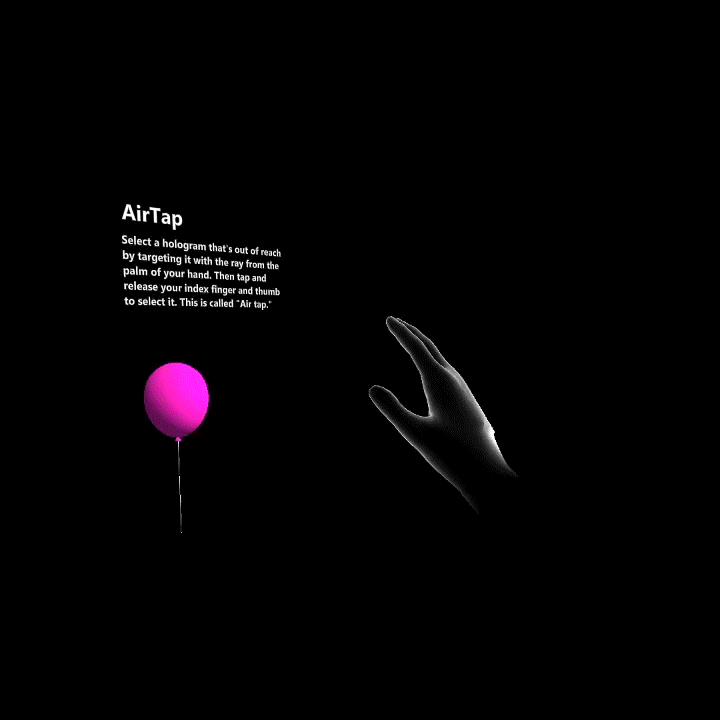 AirTap
Select a hologram that's out of reach
by targeting it with the ray from the
palm of your hand. Then tap and
release your index finger and thumb
to select it. This is called "Air tap."